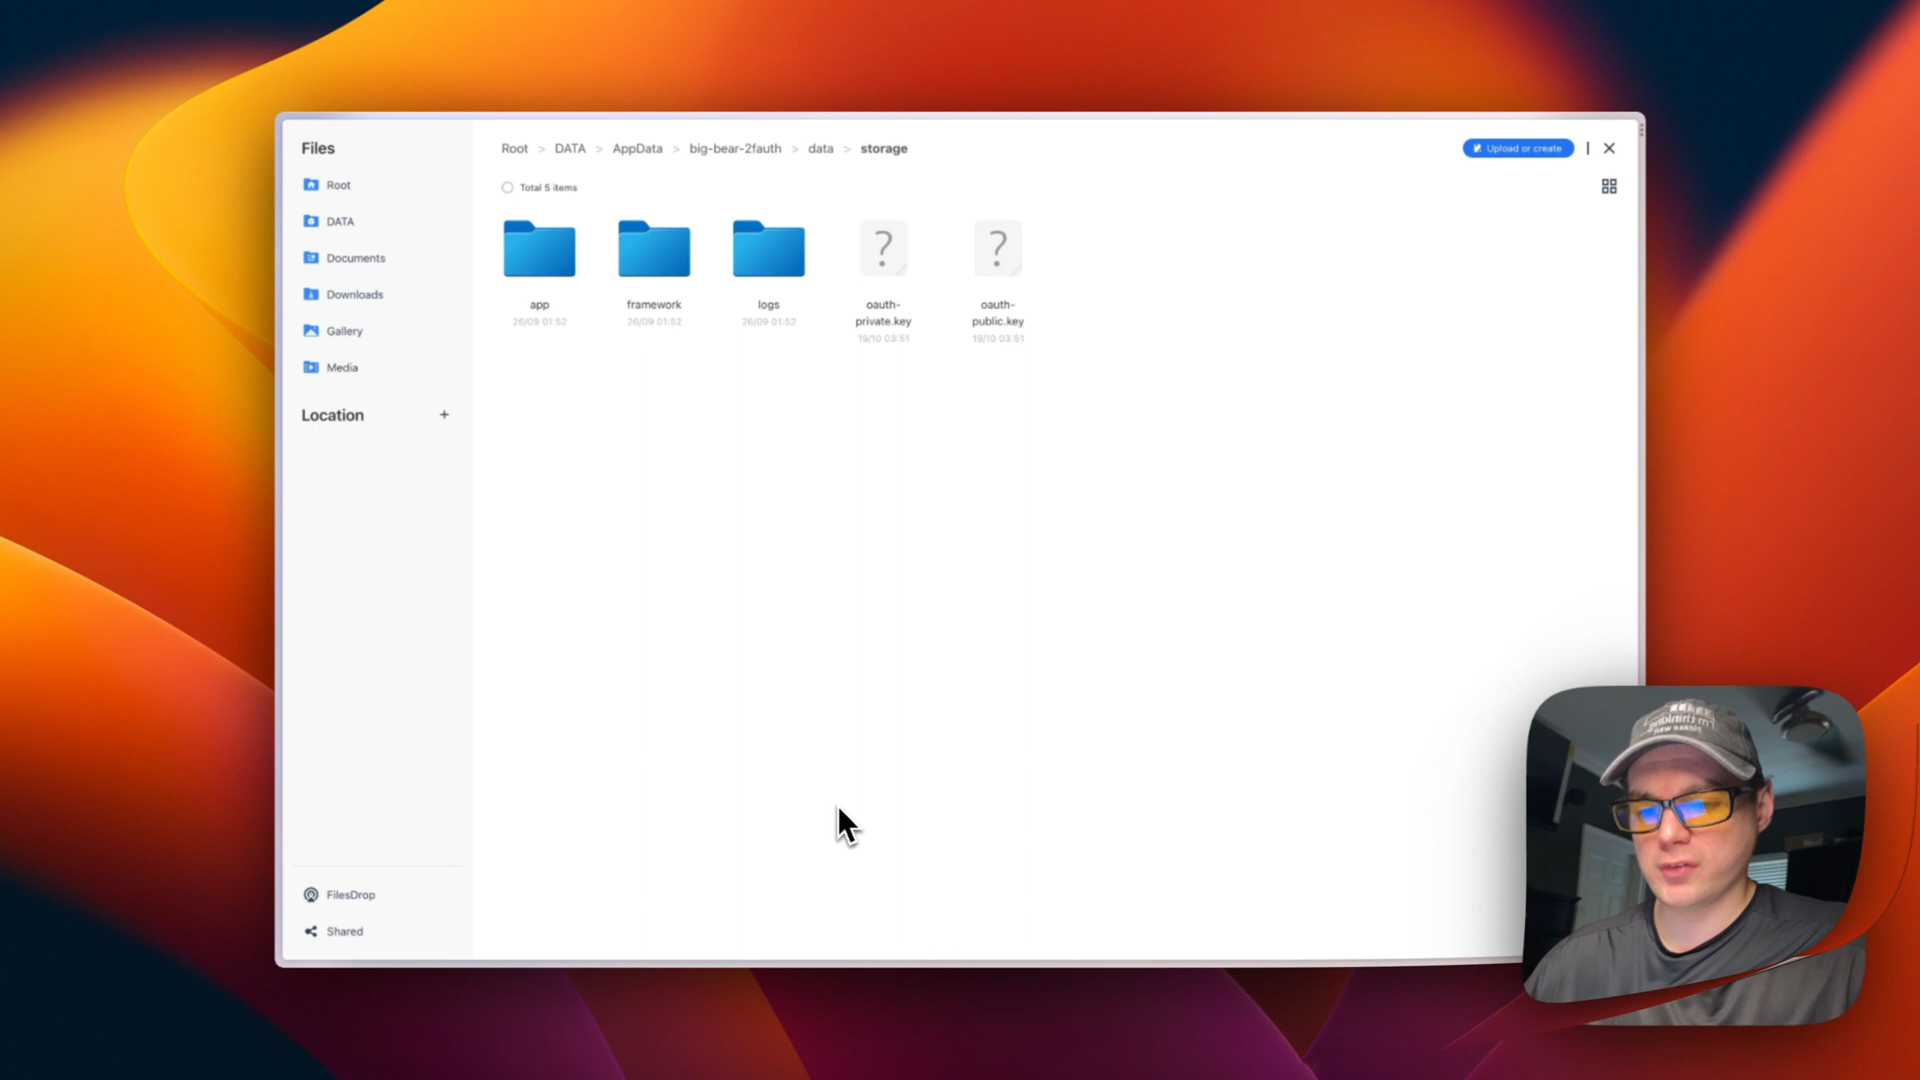 Files
Root > DATA > AppData > big-bear-2fauth > data > storage
Upload or create
Total 5 items
Root
DATA
Documents
Downloads
Gallery
Media
Location +
app
26/09 01:52
framework
26/09 01:52
logs
26/09 01:52
oauth-
private.key
19/10 03:51
oauth-
public.key
19/10 03:51
FilesDrop
Shared